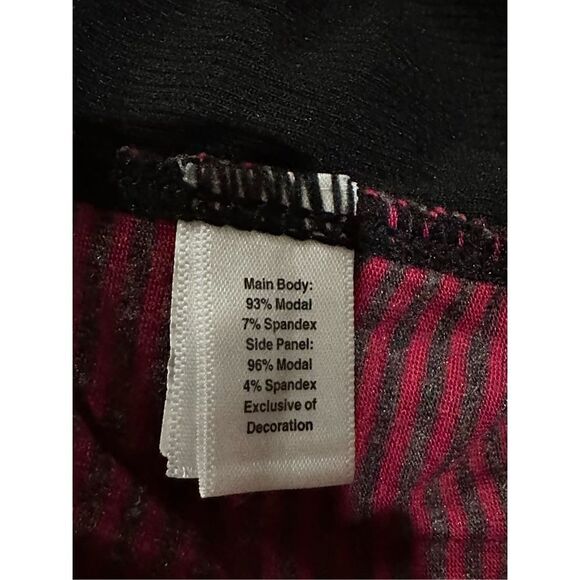 Main Body:
93% Modal
7% Spandex
Side Panel:
96% Modal
4% Spandex
Exclusive of
Decoration